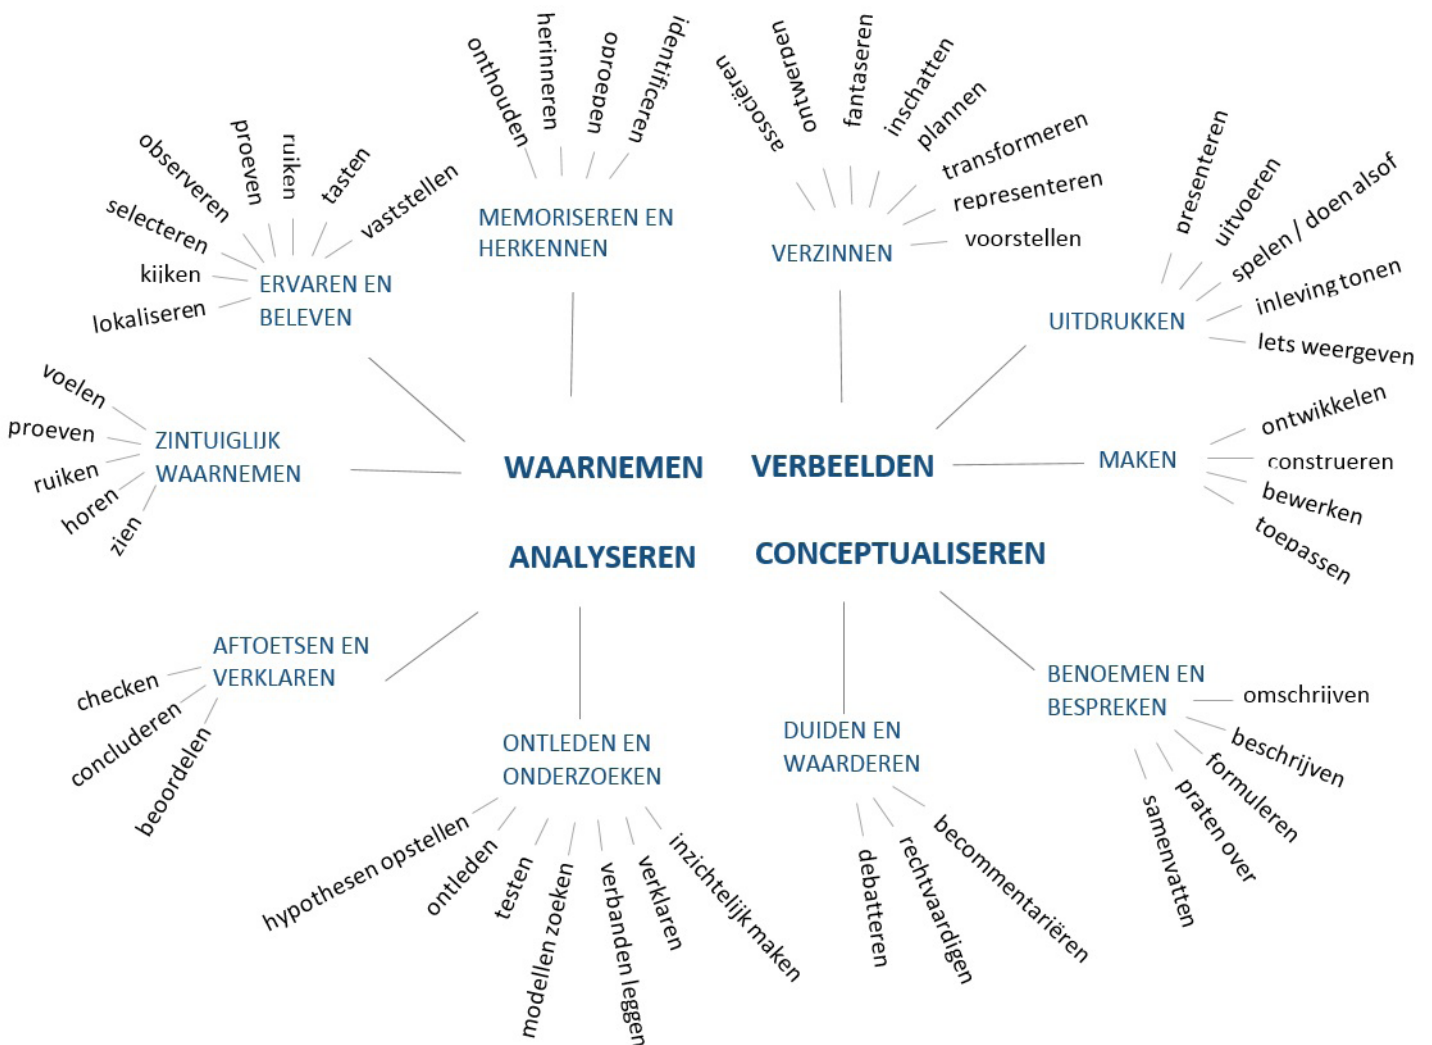 onthouden
herinneren
oproepen
identificeren
MEMORISEREN EN
HERKENNEN
associëren
ontwerpen
fantaseren
inschatten
plannen
transformeren
representeren
voorstellen
VERZINNEN
observeren
proeven
ruiken
tasten
vaststellen
selecteren
kijken
lokaliseren
ERVAREN EN
BELEVEN
presenteren
uitvoeren
spelen / doen alsof
inleving tonen
Iets weergeven
UITDRUKKEN
voelen
proeven
ruiken
horen
zien
ZINTUIGLIJK
WAARNEMEN
WAARNEMEN
VERBEELDEN
MAKEN
ontwikkelen
construeren
bewerken
toepassen
ANALYSEREN
CONCEPTUALISEREN
AFTOETSEN EN
VERKLAREN
checken
concluderen
beoordelen
ONTLEDEN EN
ONDERZOEKEN
hypothesen opstellen
ontleden
testen
modellen zoeken
verbanden leggen
verklaren
inzichtelijk maken
DUIDEN EN
WAARDEREN
debatteren
rechtvaardigen
becommentariëren
BENOEMEN EN
BESPREKEN
omschrijven
beschrijven
formuleren
praten over
samenvatten